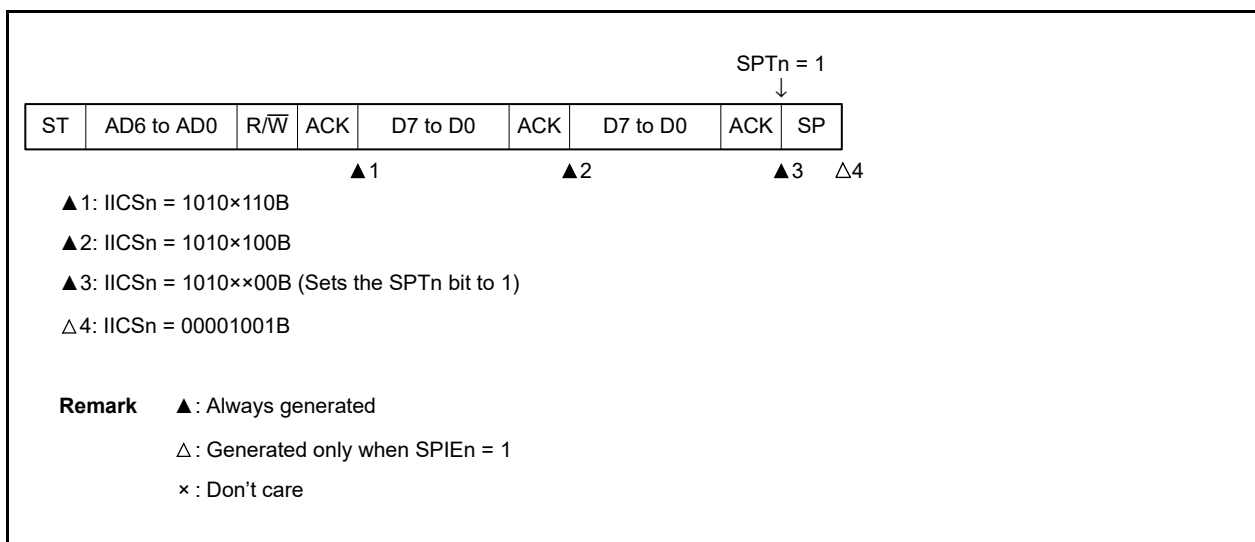 SPTn = 1
↓
ST AD6 to AD0 R/W̅ ACK D7 to D0 ACK D7 to D0 ACK SP
▲1 ▲2 ▲3 △4
▲1: IICSn = 1010×110B
▲2: IICSn = 1010×100B
▲3: IICSn = 1010××00B (Sets the SPTn bit to 1)
△4: IICSn = 00001001B
Remark ▲: Always generated
△: Generated only when SPIEn = 1
×: Don't care